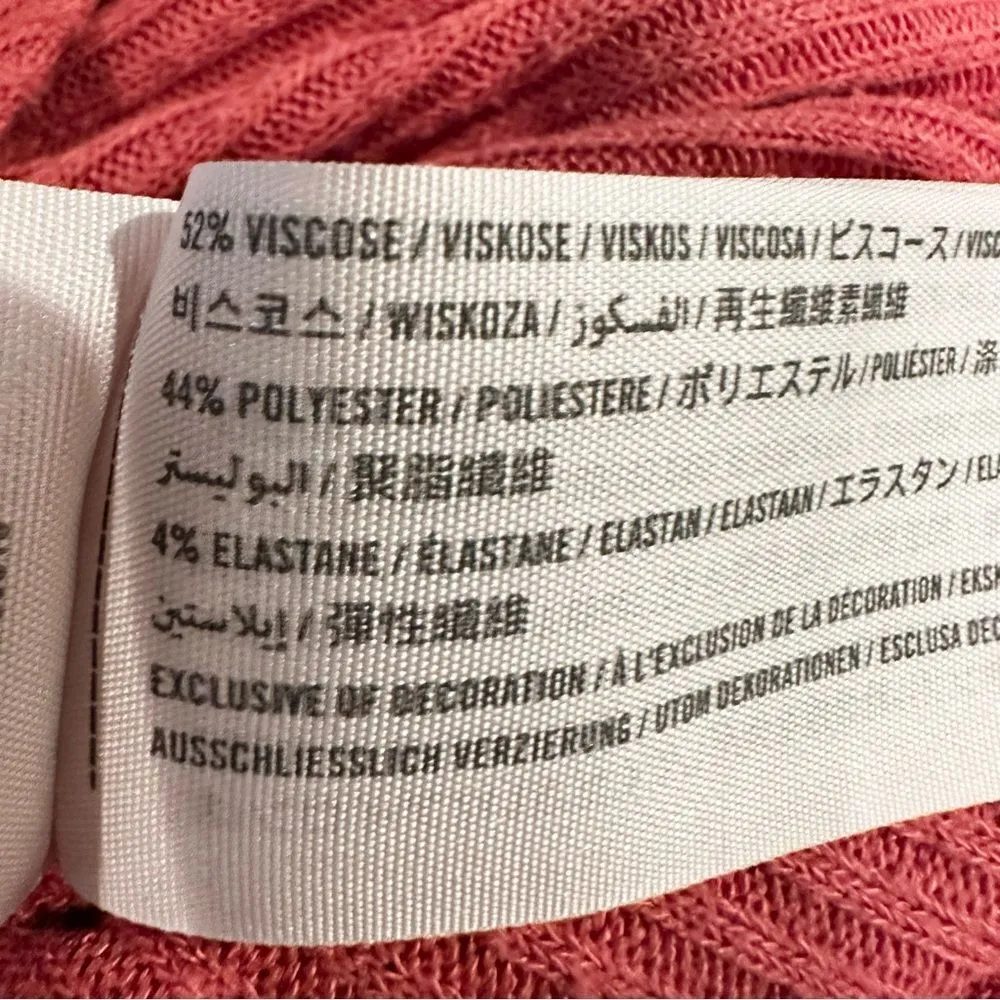 52% VISCOSE / VISKOSE / VISKOS / VISCOSA / ビスコース /
비스코스 / WISKOZA / الفسكوز / 再生纖維素纖維
44% POLYESTER / POLIESTERE / ポリエステル / POLIÉSTER / 涤
البوليستر / 聚脂纖維
4% ELASTANE / ÉLASTANE / ELASTAN / ELASTAAN / エラスタン /
إيلاستين / 彈性纖維
EXCLUSIVE OF DECORATION / À L'EXCLUSION DE LA DÉCORATION /
AUSSCHLIESSLICH VERZIERUNG / UTOM DEKORATIONEN / ESCLUSA